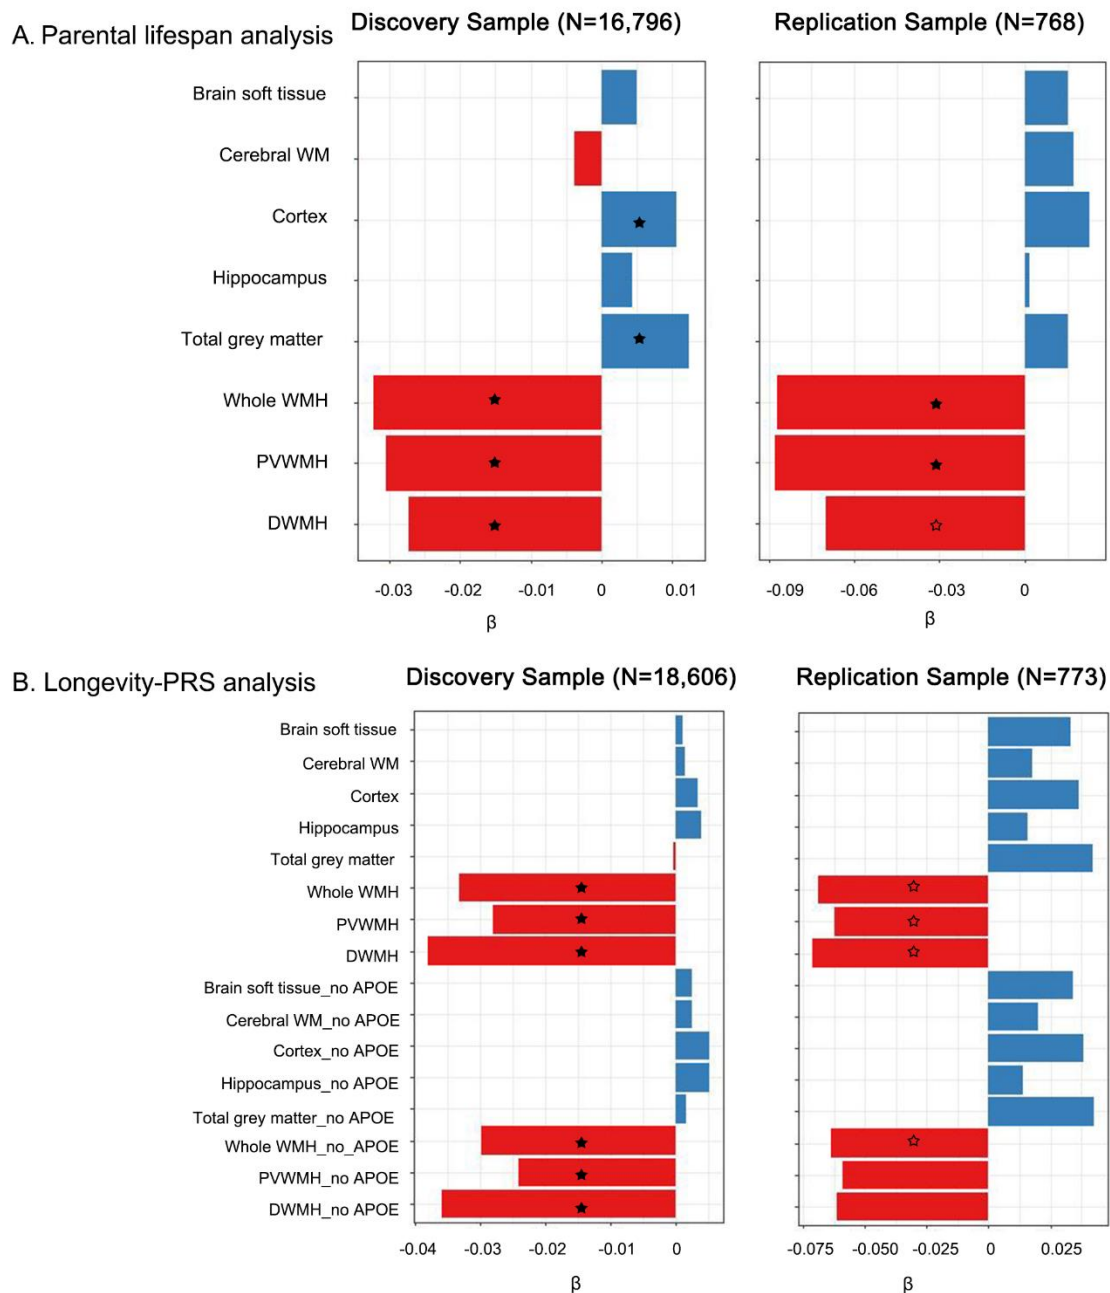 A. Parental lifespan analysis
Discovery Sample (N=16,796)
Replication Sample (N=768)
Brain soft tissue
Cerebral WM
Cortex
Hippocampus
Total grey matter
Whole WMH
PVWMH
DWMH
-0.03 -0.02 -0.01 0 0.01
β
-0.09 -0.06 -0.03 0
β
B. Longevity-PRS analysis
Discovery Sample (N=18,606)
Replication Sample (N=773)
Brain soft tissue
Cerebral WM
Cortex
Hippocampus
Total grey matter
Whole WMH
PVWMH
DWMH
Brain soft tissue_no APOE
Cerebral WM_no APOE
Cortex_no APOE
Hippocampus_no APOE
Total grey matter_no APOE
Whole WMH_no_APOE
PVWMH_no APOE
DWMH_no APOE
-0.04 -0.03 -0.02 -0.01 0
β
-0.075 -0.050 -0.025 0 0.025
β